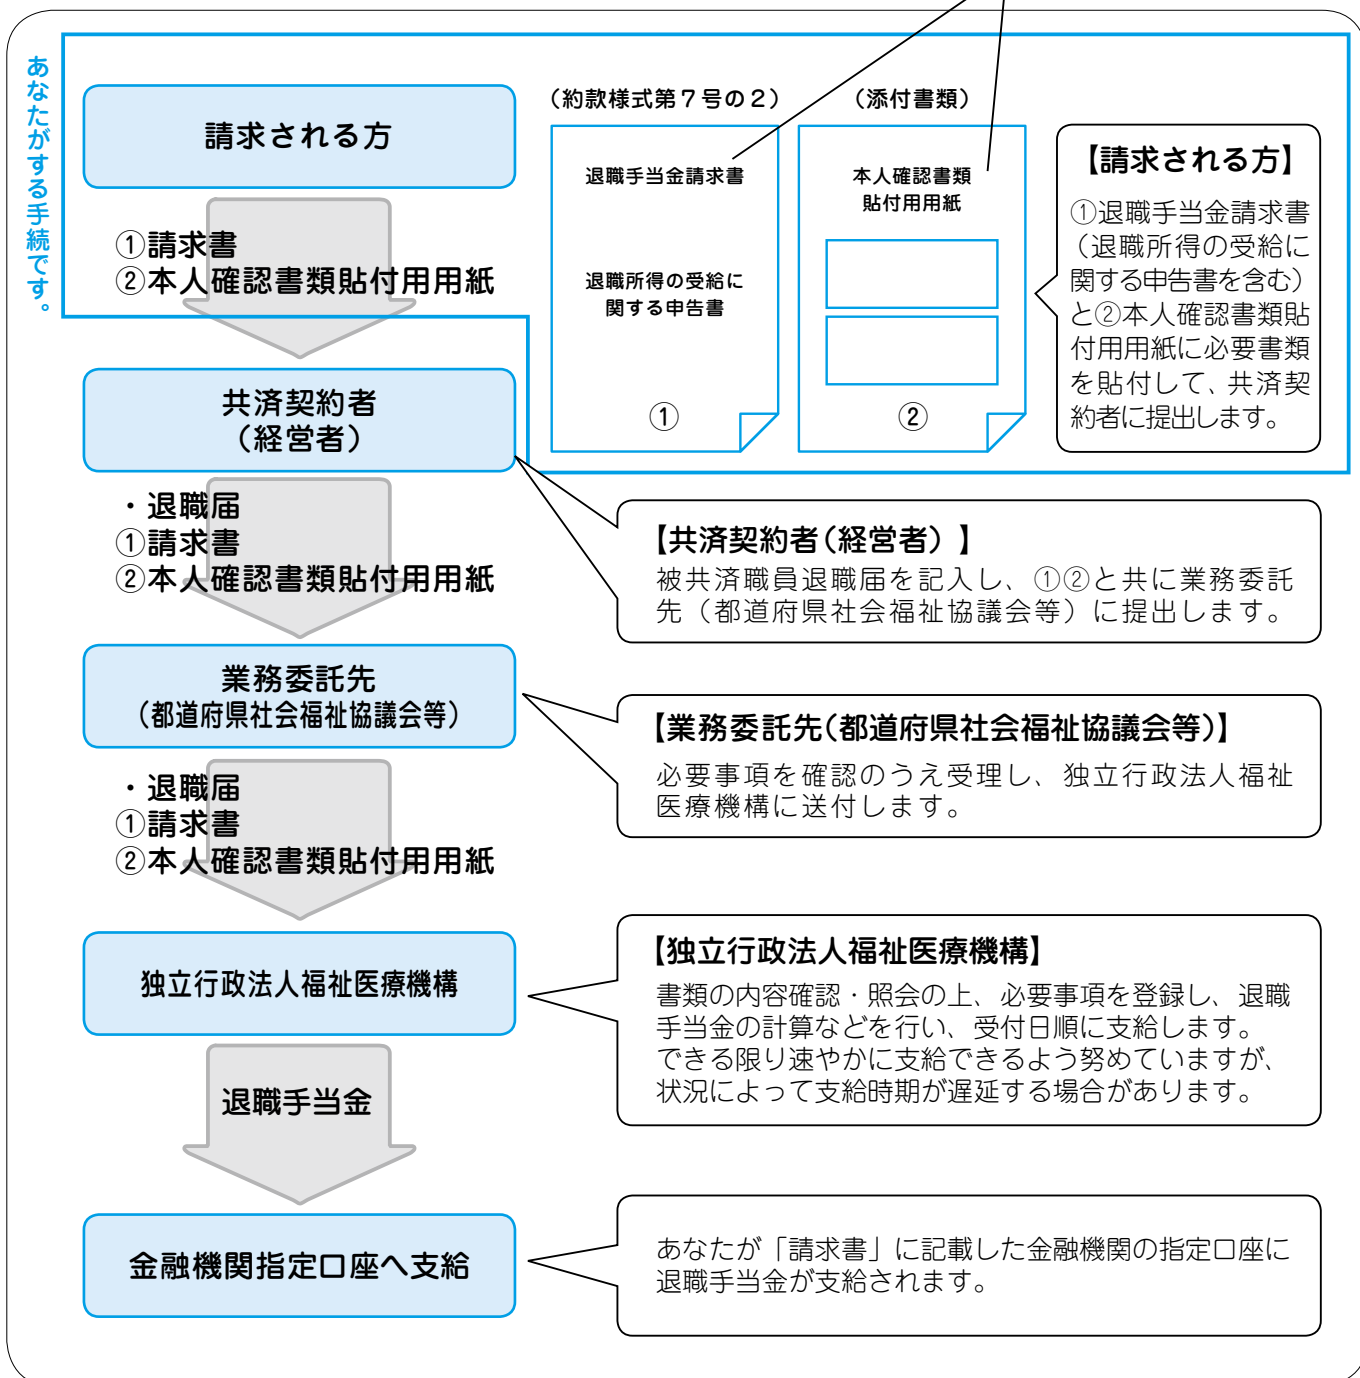 あなたがする手続です。
請求される方
①請求書
②本人確認書類貼付用用紙
（約款様式第７号の２）
退職手当金請求書
退職所得の受給に
関する申告書
①
（添付書類）
本人確認書類
貼付用用紙
②
【請求される方】
①退職手当金請求書
（退職所得の受給に
関する申告書を含む）
と②本人確認書類貼
付用用紙に必要書類
を貼付して、共済契
約者に提出します。
共済契約者
（経営者）
・退職届
①請求書
②本人確認書類貼付用用紙
【共済契約者（経営者）】
被共済職員退職届を記入し、①②と共に業務委託
先（都道府県社会福祉協議会等）に提出します。
業務委託先
（都道府県社会福祉協議会等）
・退職届
①請求書
②本人確認書類貼付用用紙
【業務委託先（都道府県社会福祉協議会等）】
必要事項を確認のうえ受理し、独立行政法人福祉
医療機構に送付します。
独立行政法人福祉医療機構
【独立行政法人福祉医療機構】
書類の内容確認・照会の上、必要事項を登録し、退職
手当金の計算などを行い、受付日順に支給します。
できる限り速やかに支給できるよう努めていますが、
状況によって支給時期が遅延する場合があります。
退職手当金
金融機関指定口座へ支給
あなたが「請求書」に記載した金融機関の指定口座に
退職手当金が支給されます。